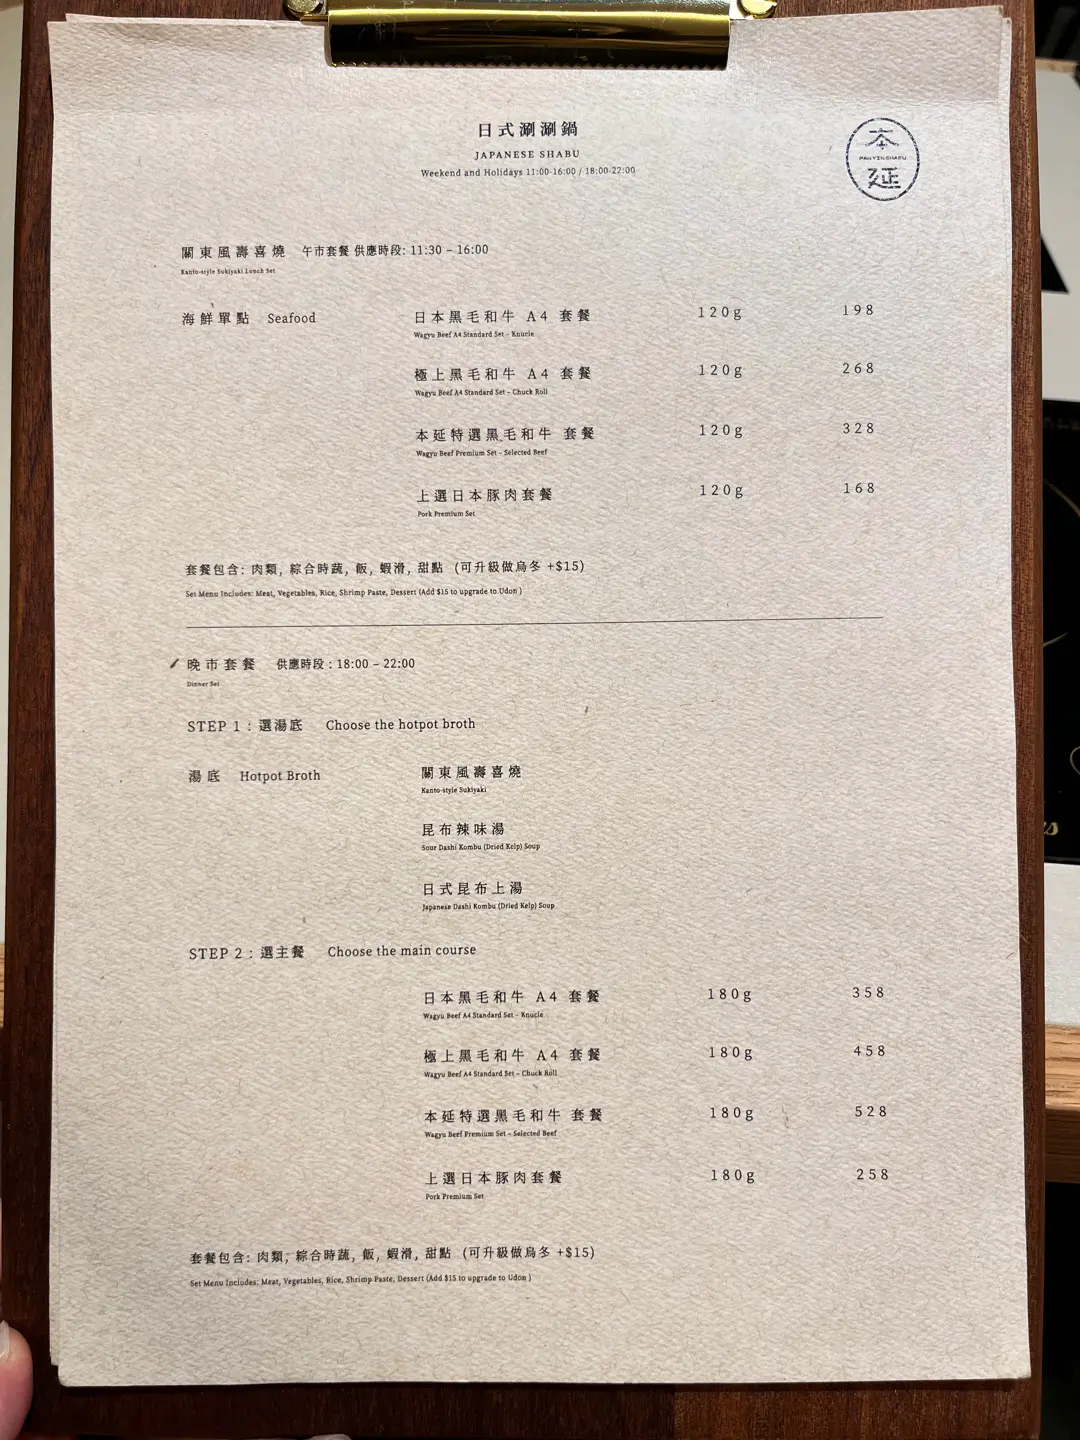 日式涮涮鍋
JAPANESE SHABU
Weekend and Holidays 11:00-16:00 / 18:00-22:00
本
PANYENSHABU
延
關東風壽喜燒 午市套餐 供應時段: 11:30 – 16:00
Kanto-style Sukiyaki Lunch Set
海鮮單點 Seafood
日本黑毛和牛 A4 套餐 120g 198
Wagyu Beef A4 Standard Set - Knucle
極上黑毛和牛 A4 套餐 120g 268
Wagyu Beef A4 Standard Set - Chuck Roll
本延特選黑毛和牛 套餐 120g 328
Wagyu Beef Premium Set - Selected Beef
上選日本豚肉套餐 120g 168
Pork Premium Set
套餐包含: 肉類, 綜合時蔬, 飯, 蝦滑, 甜點 (可升級做烏冬 +$15)
Set Menu Includes: Meat, Vegetables, Rice, Shrimp Paste, Dessert (Add $15 to upgrade to Udon )
晚市套餐 供應時段 : 18:00 – 22:00
Dinner Set
STEP 1 : 選湯底 Choose the hotpot broth
湯底 Hotpot Broth
關東風壽喜燒
Kanto-style Sukiyaki
昆布辣味湯
Sour Dashi Kombu (Dried Kelp) Soup
日式昆布上湯
Japanese Dashi Kombu (Dried Kelp) Soup
STEP 2 : 選主餐 Choose the main course
日本黑毛和牛 A4 套餐 180g 358
Wagyu Beef A4 Standard Set - Knucle
極上黑毛和牛 A4 套餐 180g 458
Wagyu Beef A4 Standard Set - Chuck Roll
本延特選黑毛和牛 套餐 180g 528
Wagyu Beef Premium Set - Selected Beef
上選日本豚肉套餐 180g 258
Pork Premium Set
套餐包含: 肉類, 綜合時蔬, 飯, 蝦滑, 甜點 (可升級做烏冬 +$15)
Set Menu Includes: Meat, Vegetables, Rice, Shrimp Paste, Dessert (Add $15 to upgrade to Udon )